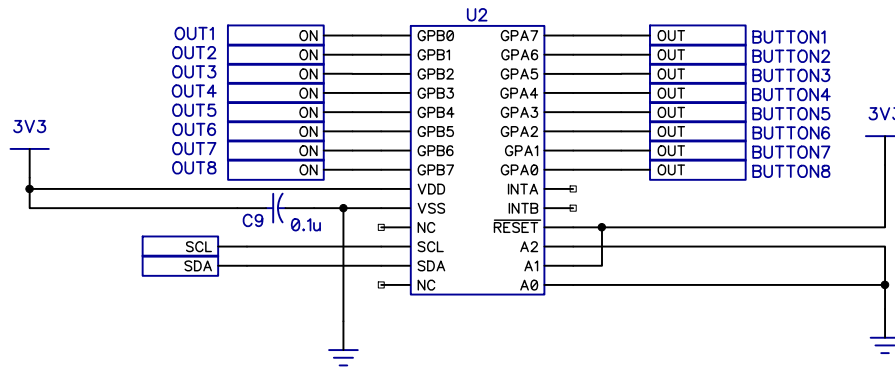 U2
OUT1 ON GPB0 GPA7 OUT BUTTON1
OUT2 ON GPB1 GPA6 OUT BUTTON2
OUT3 ON GPB2 GPA5 OUT BUTTON3
OUT4 ON GPB3 GPA4 OUT BUTTON4
OUT5 ON GPB4 GPA3 OUT BUTTON5
OUT6 ON GPB5 GPA2 OUT BUTTON6
OUT7 ON GPB6 GPA1 OUT BUTTON7
OUT8 ON GPB7 GPA0 OUT BUTTON8
3V3 3V3
VDD INTA
C9 0.1u VSS INTB
NC RESET
SCL SCL A2
SDA SDA A1
NC A0